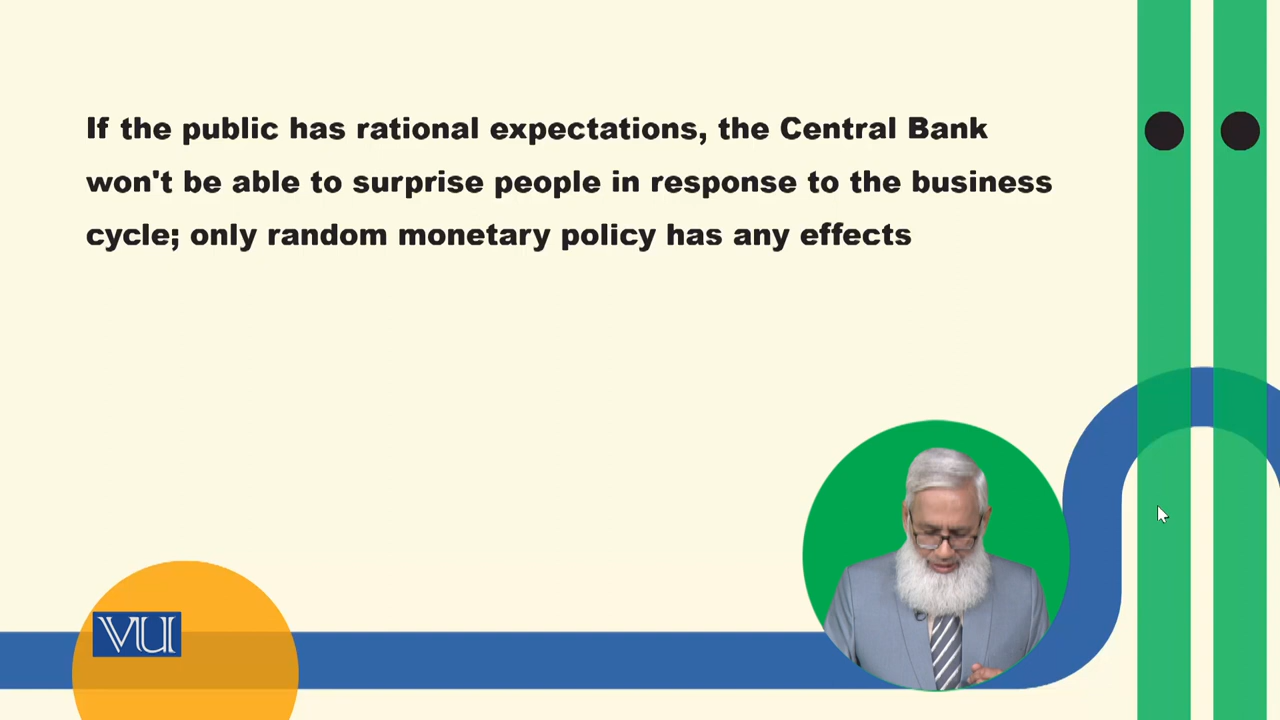 If the public has rational expectations, the Central Bank
won't be able to surprise people in response to the business
cycle; only random monetary policy has any effects
VU